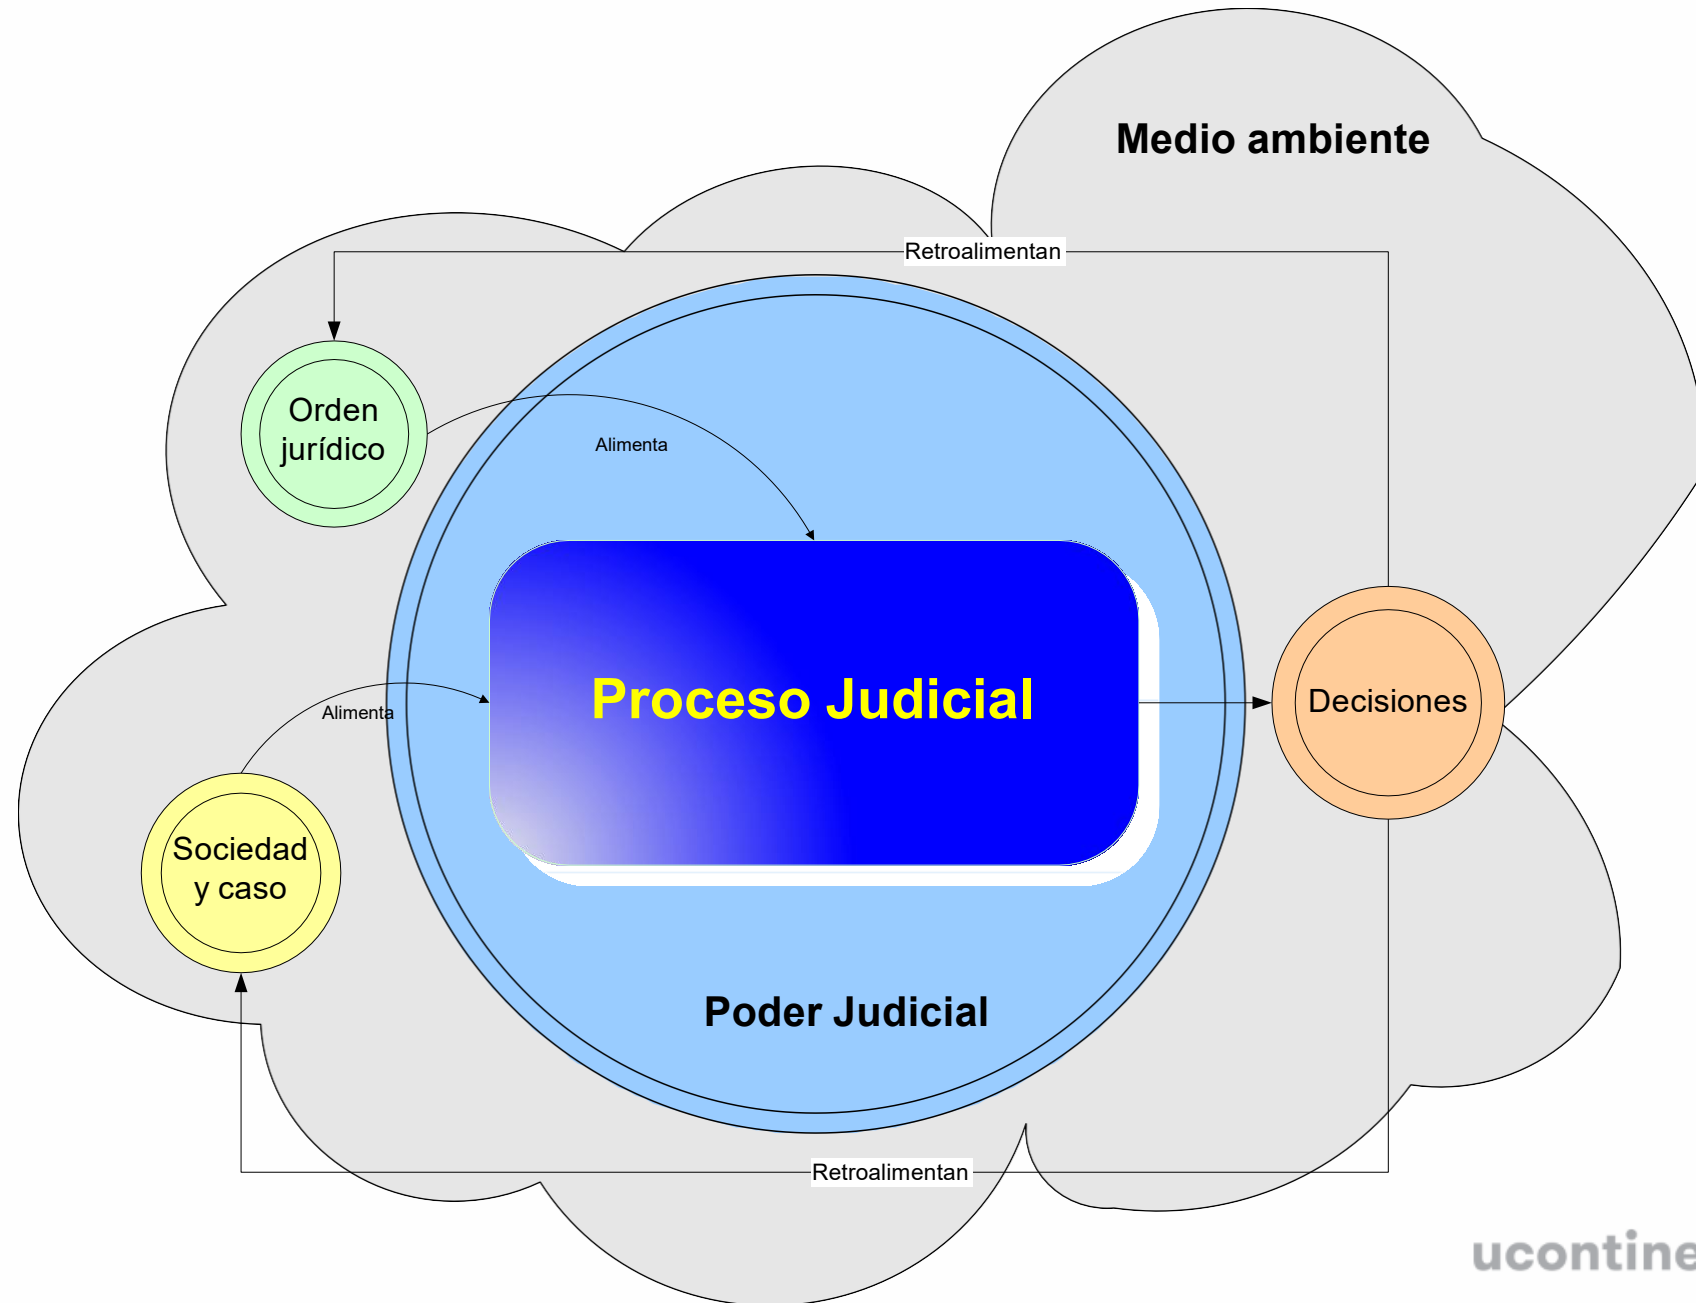 Medio ambiente
Retroalimentan
Orden
jurídico
Alimenta
Proceso Judicial
Decisiones
Alimenta
Sociedad
y caso
Poder Judicial
Retroalimentan
ucontine